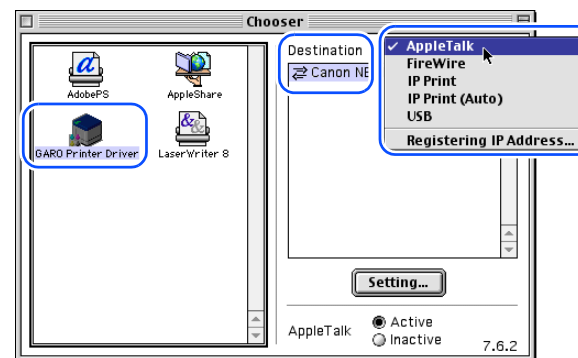 Chooser
AdobePS
AppleShare
GARO Printer Driver
LaserWriter 8
Destination
Canon NE
✓ AppleTalk
FireWire
IP Print
IP Print (Auto)
USB
Registering IP Address...
Setting...
AppleTalk
Active
Inactive
7.6.2